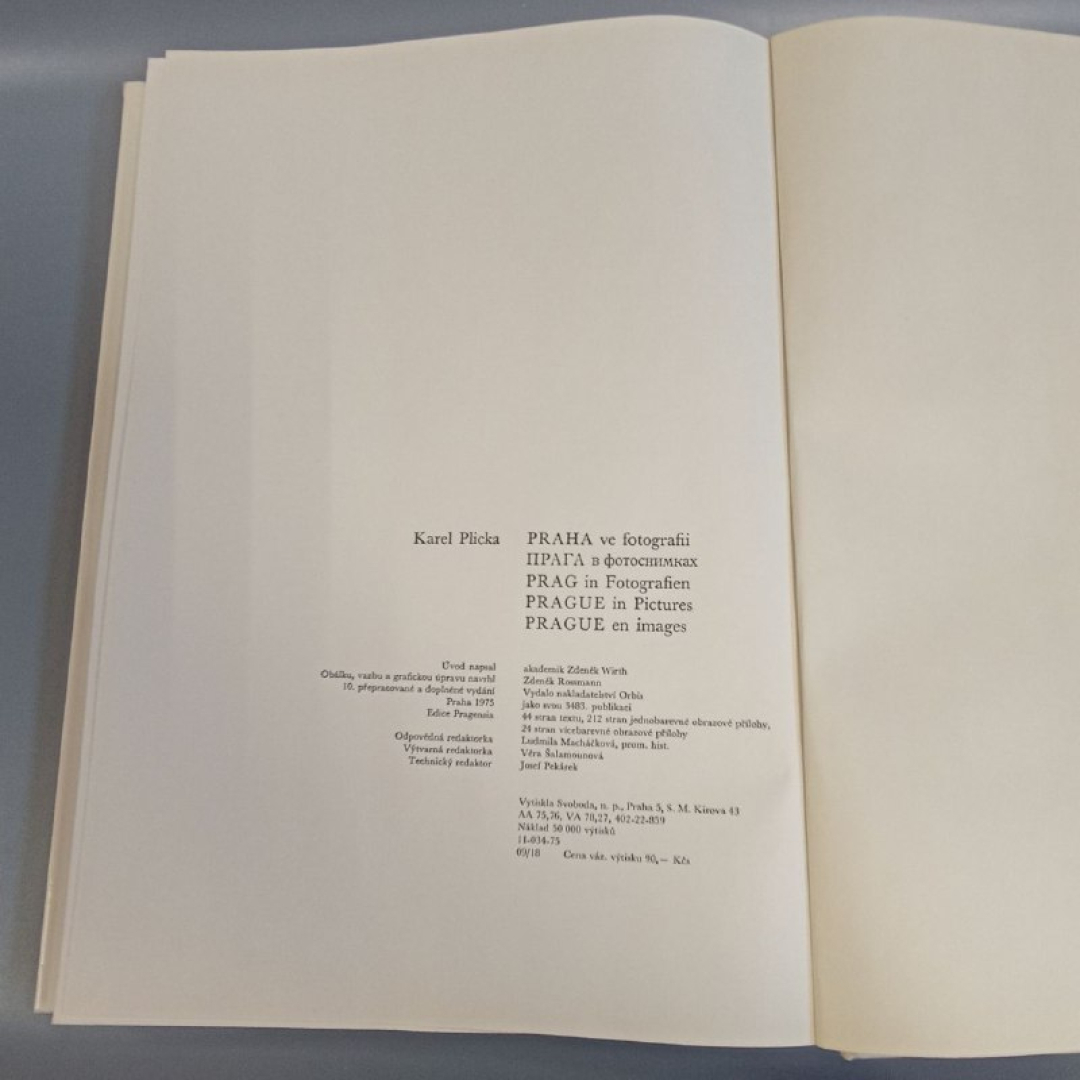 Karel Plicka PRAHA ve fotografii
ПРАГА в фотоснимках
PRAG in Fotografien
PRAGUE in Pictures
PRAGUE en images
Úvod napsal akademik Zdeněk Wirth
Obálku, vazbu a grafickou úpravu navrhl Zdeněk Rossmann
10. přepracované a doplněné vydání Vydalo nakladatelství Orbis
Praha 1975 jako svou 3483. publikaci
Edice Pragensia 44 stran textu, 212 stran jednobarevné obrazové přílohy,
24 stran vícebarevné obrazové přílohy
Odpovědná redaktorka Ludmila Macháčková, prom. hist.
Výtvarná redaktorka Věra Šalamounová
Technický redaktor Josef Pekárek
Vytiskla Svoboda, n. p., Praha 5, S. M. Kirova 43
AA 75,76, VA 78,27, 402-22-859
Náklad 50 000 výtisků
11-034-75
09/18 Cena váz. výtisku 90,— Kčs